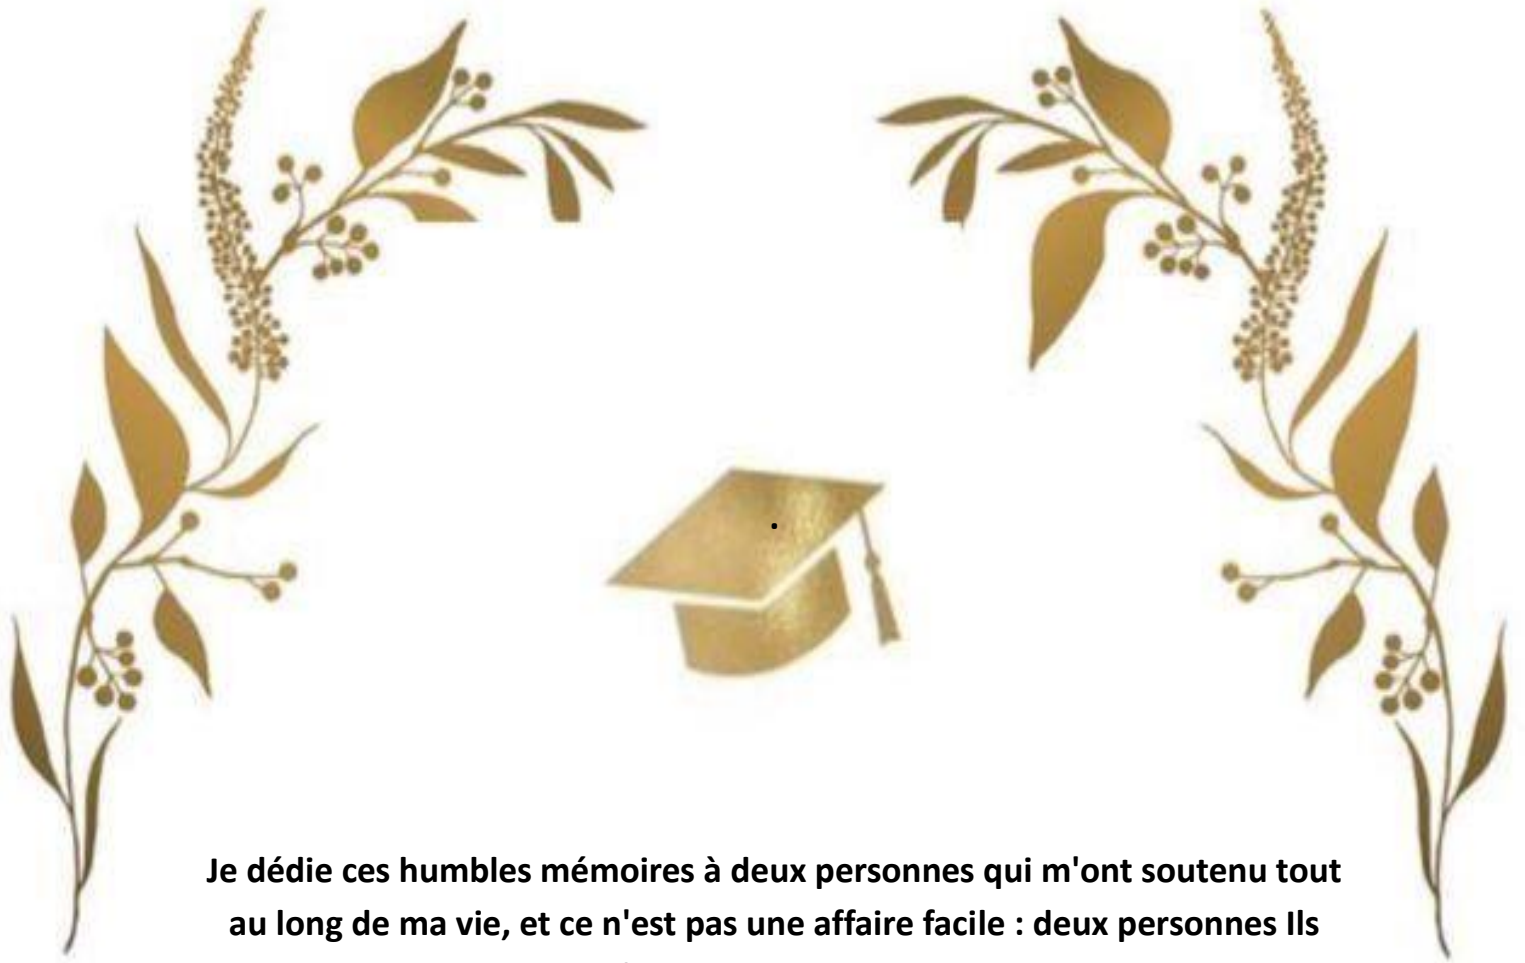 .
Je dédie ces humbles mémoires à deux personnes qui m'ont soutenu tout
au long de ma vie, et ce n'est pas une affaire facile : deux personnes Ils